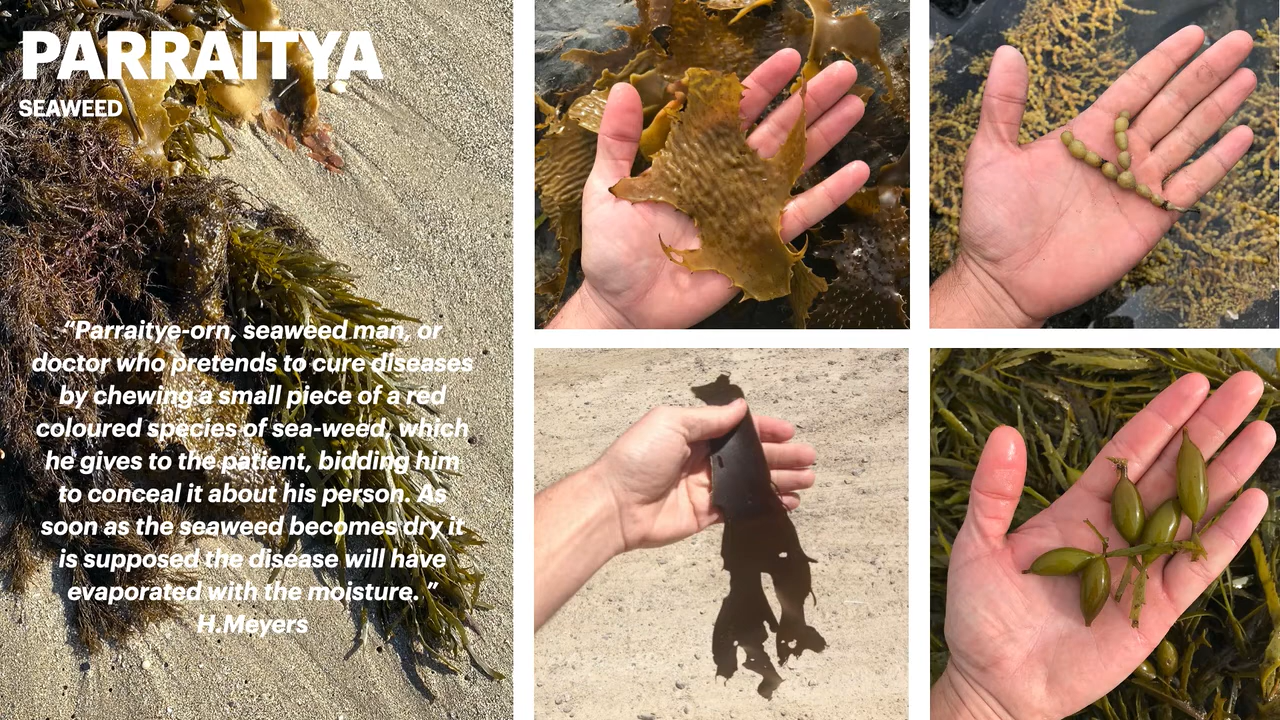 PARRAITYA
SEAWEED
“Parraitye-orn, seaweed man, or
doctor who pretends to cure diseases
by chewing a small piece of a red
coloured species of sea-weed, which
he gives to the patient, bidding him
to conceal it about his person. As
soon as the seaweed becomes dry it
is supposed the disease will have
evaporated with the moisture.”
H.Meyers